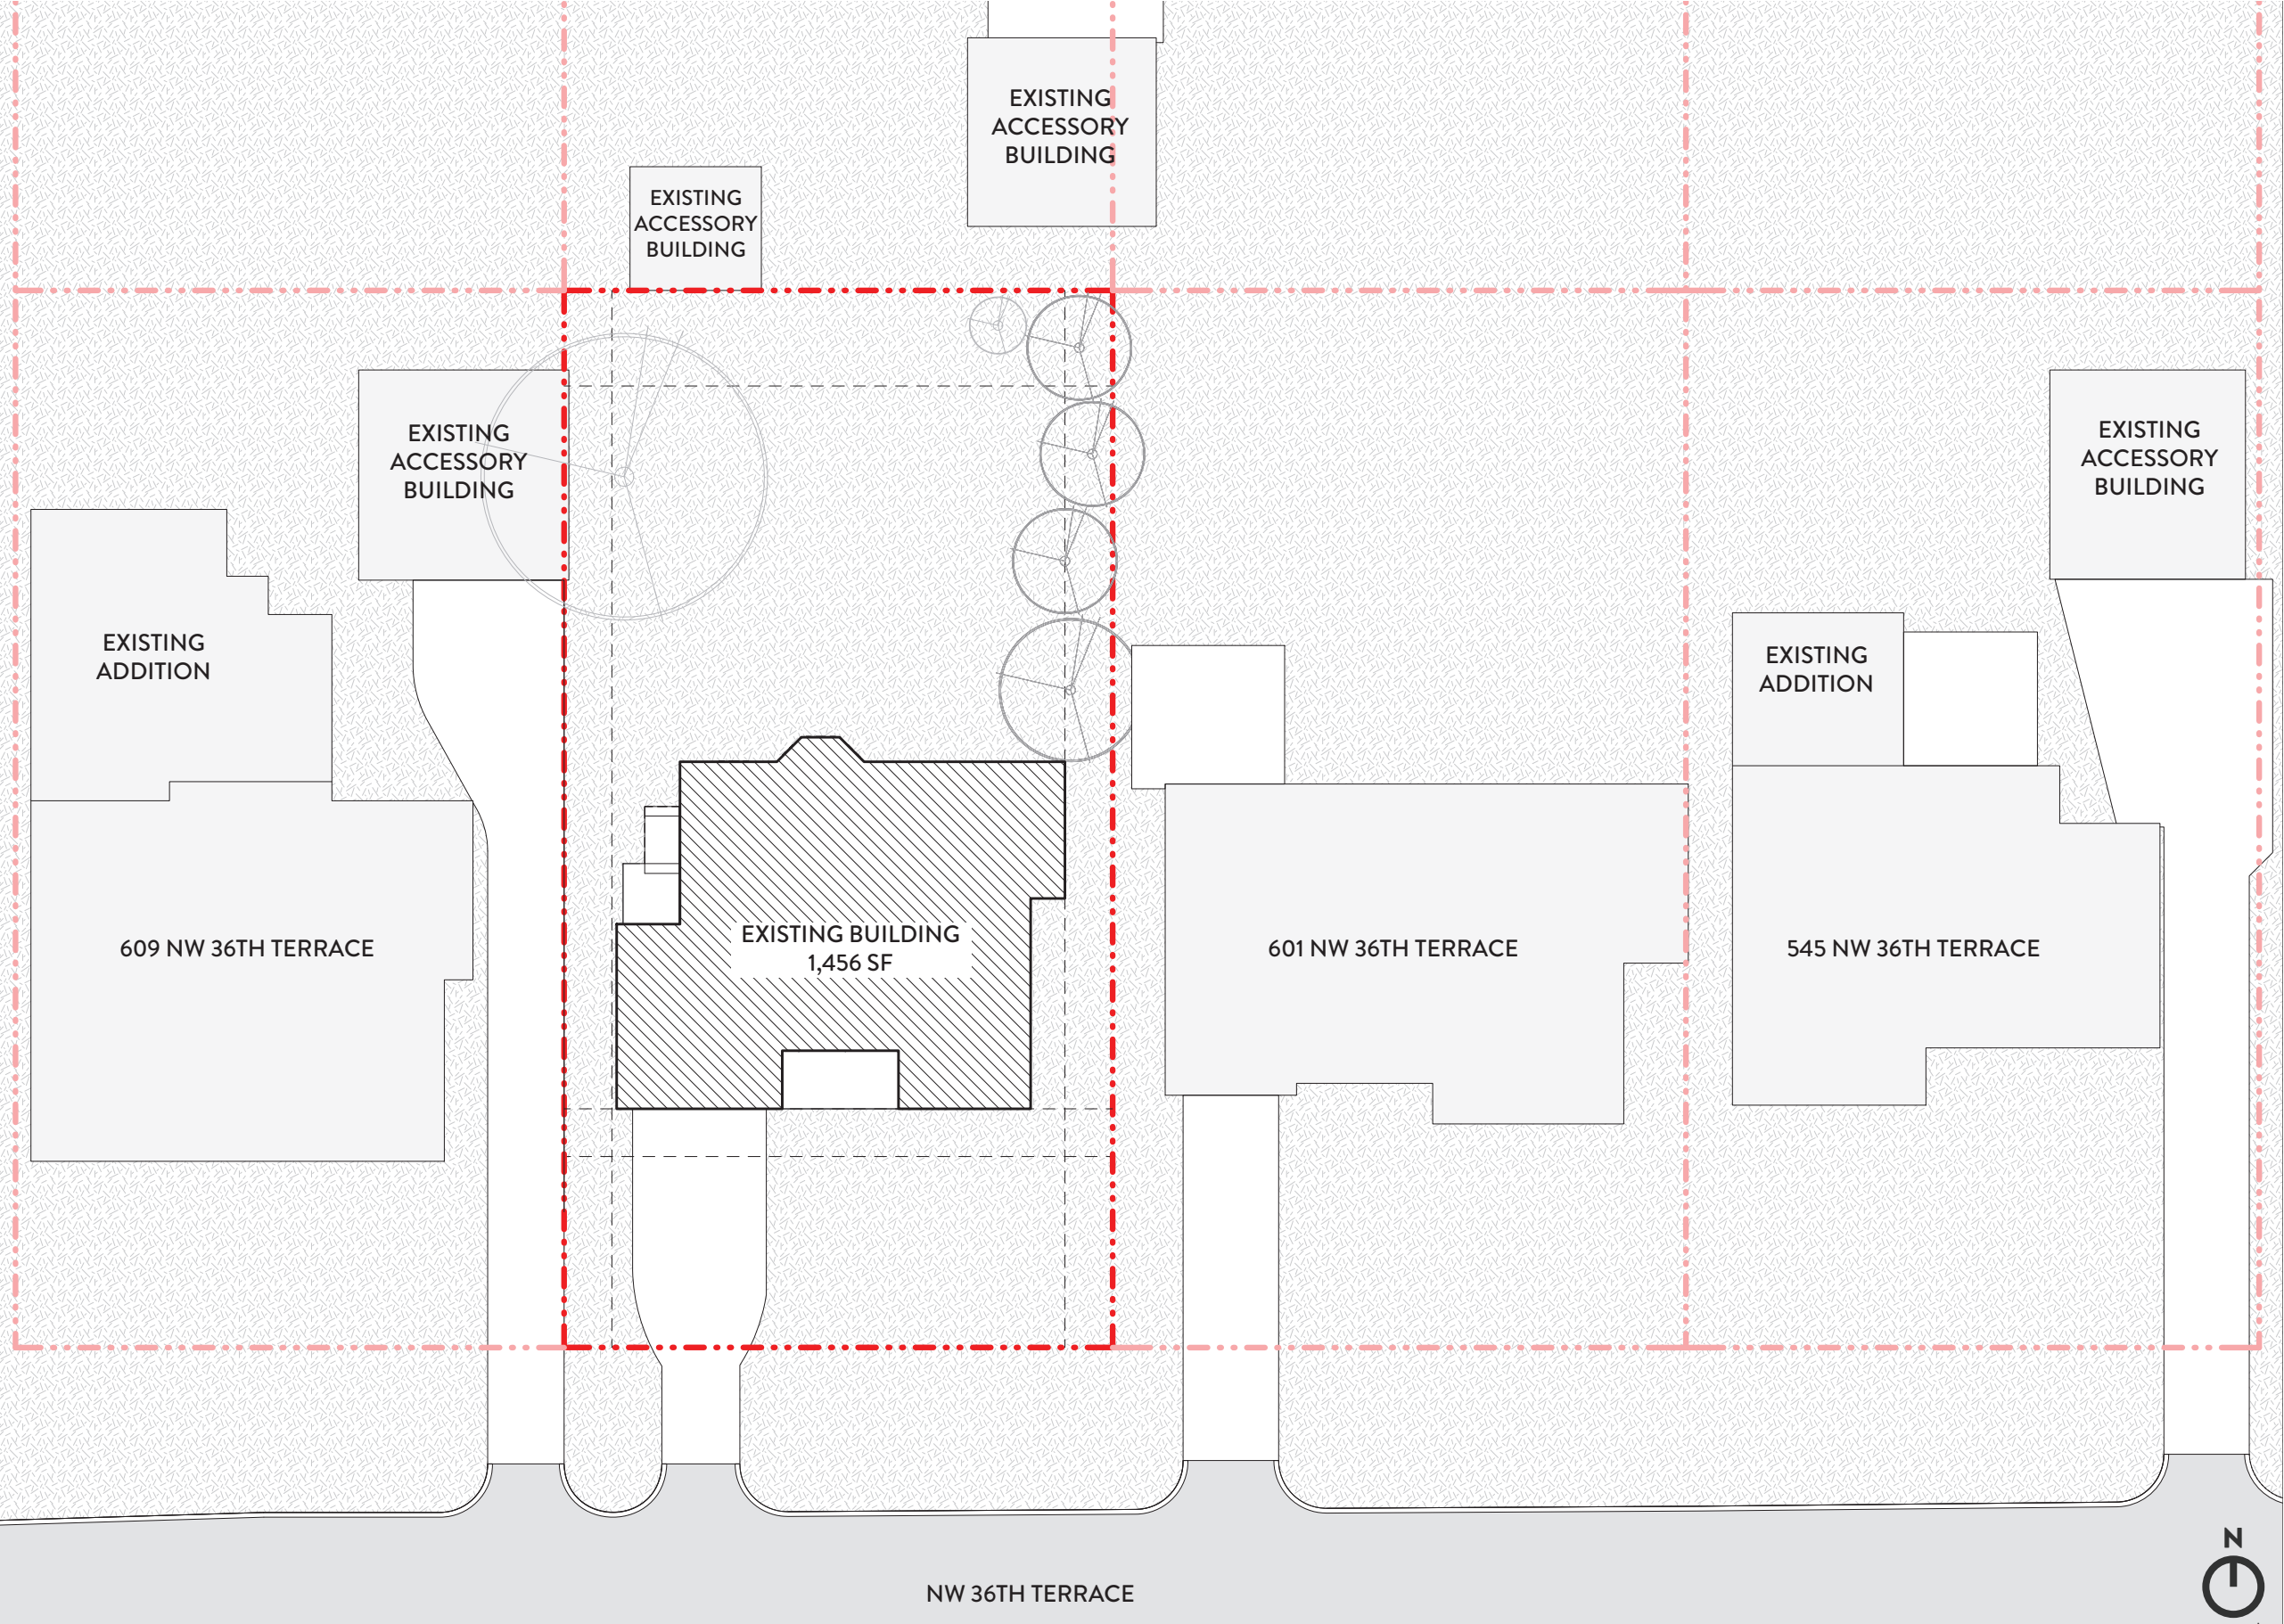 EXISTING
ACCESSORY
BUILDING
EXISTING
ACCESSORY
BUILDING
EXISTING
ACCESSORY
BUILDING
EXISTING
ACCESSORY
BUILDING
EXISTING
ADDITION
EXISTING
ADDITION
609 NW 36TH TERRACE
EXISTING BUILDING
1,456 SF
601 NW 36TH TERRACE
545 NW 36TH TERRACE
N
NW 36TH TERRACE